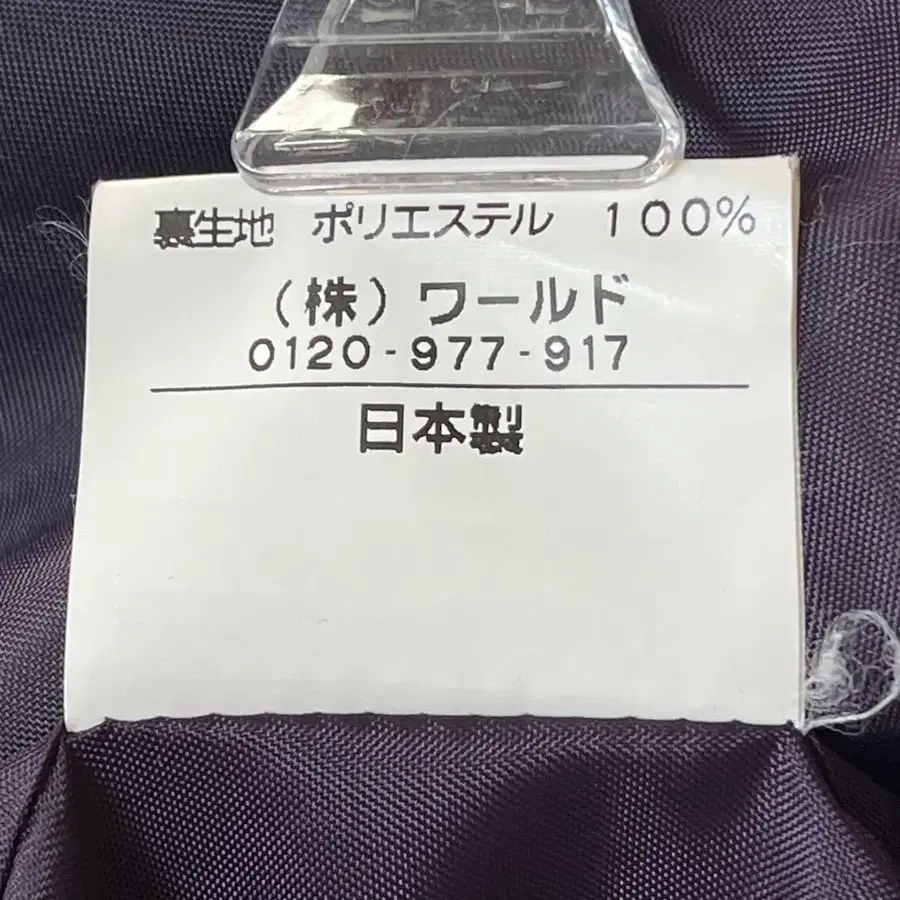 裏生地 ポリエステル 100%
(株) ワールド
0120-977-917
日本製